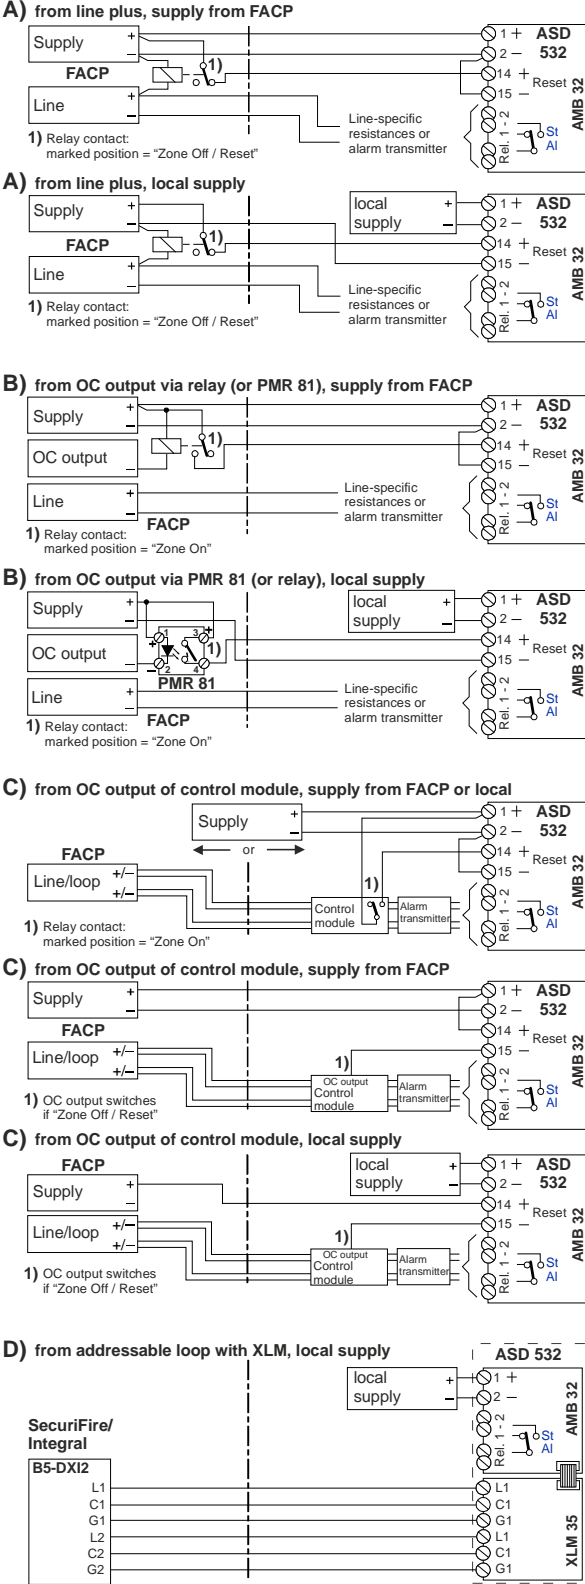 A) from line plus, supply from FACP
Supply + –
FACP
Line + –
1) Relay contact:
marked position = “Zone Off / Reset”
1)
Line-specific
resistances or
alarm transmitter
1 + ASD
2 – 532
14 +
Reset
15 –
Rel. 1 - 2
St
Al
AMB 32
A) from line plus, local supply
Supply + –
FACP
Line + –
1) Relay contact:
marked position = “Zone Off / Reset”
1)
local
supply + –
Line-specific
resistances or
alarm transmitter
1 + ASD
2 – 532
14 +
Reset
15 –
Rel. 1 - 2
St
Al
AMB 32
B) from OC output via relay (or PMR 81), supply from FACP
Supply + –
OC output –
Line + –
FACP
1) Relay contact:
marked position = “Zone On”
1)
Line-specific
resistances or
alarm transmitter
1 + ASD
2 – 532
14 +
Reset
15 –
Rel. 1 - 2
St
Al
AMB 32
B) from OC output via PMR 81 (or relay), local supply
Supply + –
OC output –
Line + –
FACP
1) Relay contact:
marked position = “Zone On”
+ 1 3 +
1)
– 2 4
PMR 81
local
supply + –
Line-specific
resistances or
alarm transmitter
1 + ASD
2 – 532
14 +
Reset
15 –
Rel. 1 - 2
St
Al
AMB 32
C) from OC output of control module, supply from FACP or local
Supply + –
or
FACP
Line/loop +/–
+/–
1) Relay contact:
marked position = “Zone On”
1)
Control
module
Alarm
transmitter
1 + ASD
2 – 532
14 +
Reset
15 –
Rel. 1 - 2
St
Al
AMB 32
C) from OC output of control module, supply from FACP
Supply + –
FACP
Line/loop +/–
+/–
1) OC output switches
if “Zone Off / Reset”
1)
OC output
Control
module
Alarm
transmitter
1 + ASD
2 – 532
14 +
Reset
15 –
Rel. 1 - 2
St
Al
AMB 32
C) from OC output of control module, local supply
FACP
Supply + –
Line/loop +/–
+/–
1) OC output switches
if “Zone Off / Reset”
local
supply + –
1)
OC output
Control
module
Alarm
transmitter
1 + ASD
2 – 532
14 +
Reset
15 –
Rel. 1 - 2
St
Al
AMB 32
D) from addressable loop with XLM, local supply
ASD 532
local
supply + –
1 +
2 –
Rel. 1 - 2
St
Al
AMB 32
SecuriFire/
Integral
B5-DXI2
L1 L1
C1 C1
G1 G1
L2 L1
C2 C1
G2 G1
XLM 35